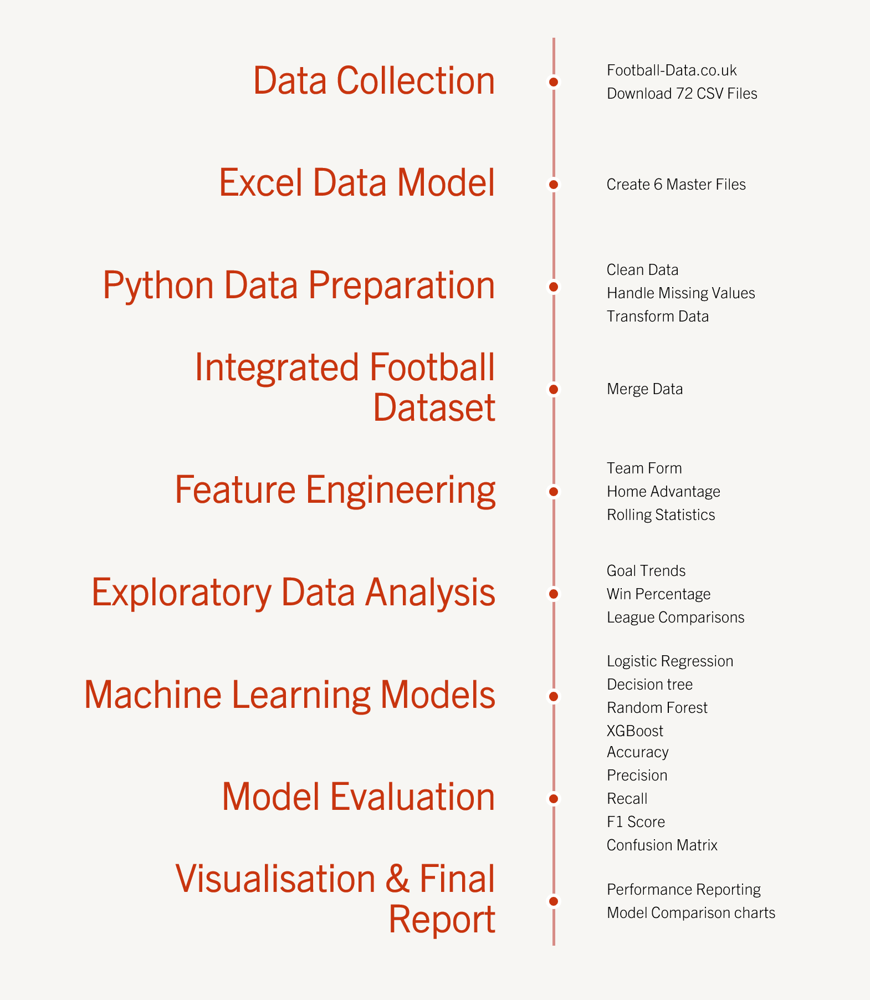 Data Collection
Football-Data.co.uk
Download 72 CSV Files
Excel Data Model
Create 6 Master Files
Python Data Preparation
Clean Data
Handle Missing Values
Transform Data
Integrated Football
Dataset
Merge Data
Feature Engineering
Team Form
Home Advantage
Rolling Statistics
Exploratory Data Analysis
Goal Trends
Win Percentage
League Comparisons
Machine Learning Models
Logistic Regression
Decision tree
Random Forest
XGBoost
Model Evaluation
Accuracy
Precision
Recall
F1 Score
Confusion Matrix
Visualisation & Final
Report
Performance Reporting
Model Comparison charts